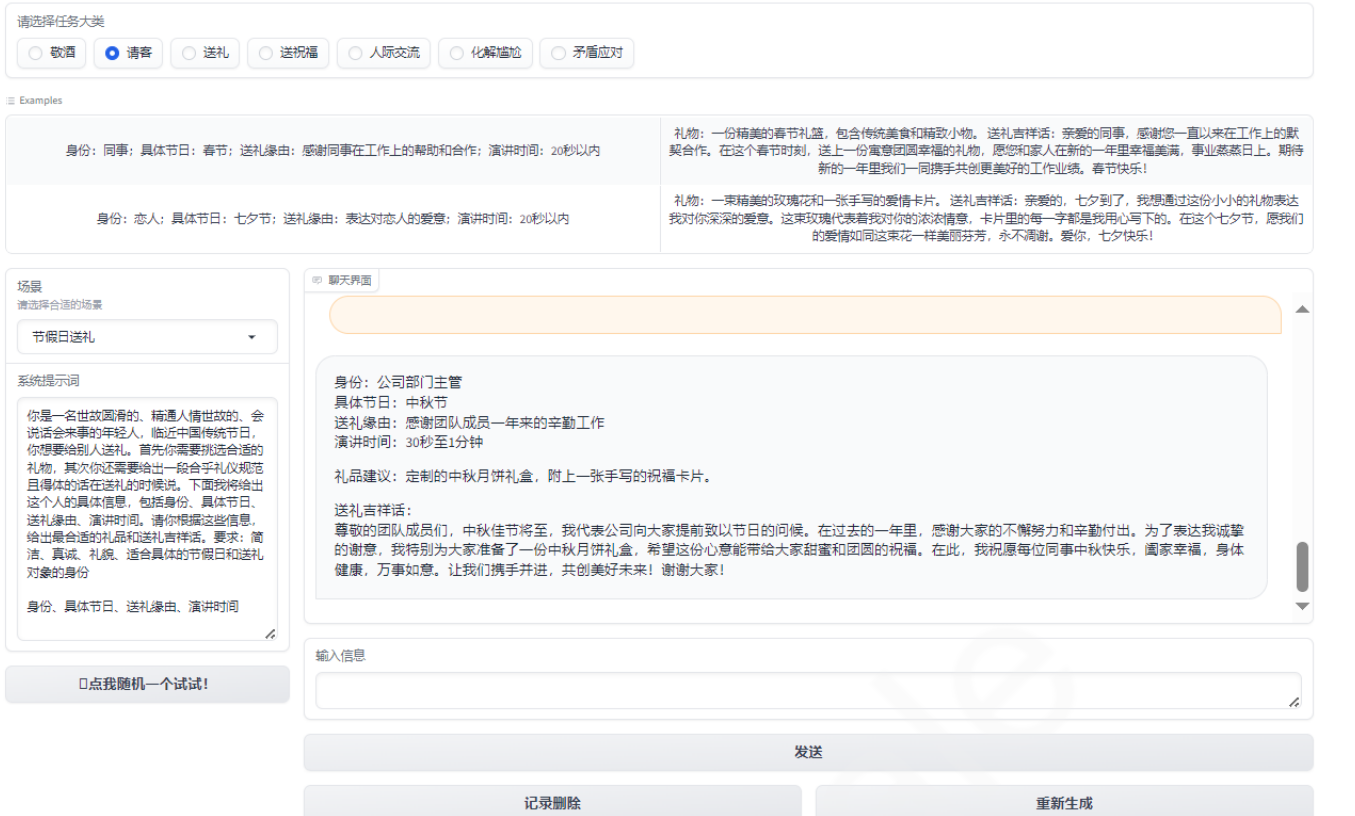 请选择任务大类
敬酒 请客 送礼 送祝福 人际交流 化解尴尬 矛盾应对
Examples
身份：同事；具体节日：春节；送礼缘由：感谢同事在工作上的帮助和合作；演讲时间：20秒以内
礼物：一份精美的春节礼篮，包含传统美食和精致小物。 送礼吉祥话：亲爱的同事，感谢您一直以来在工作上的默
契合作。在这个春节时刻，送上一份寓意团圆幸福的礼物，愿您和家人在新的一年里幸福美满，事业蒸蒸日上。期待
新的一年里我们一同携手共创更美好的工作业绩。春节快乐！
身份：恋人；具体节日：七夕节；送礼缘由：表达对恋人的爱意；演讲时间：20秒以内
礼物：一束精美的玫瑰花和一张手写的爱情卡片。 送礼吉祥话：亲爱的，七夕到了，我想通过这份小小的礼物表达
我对你深深的爱意。这束玫瑰代表着我对你的浓浓情意，卡片里的每一字都是我用心写下的。在这个七夕节，愿我们
的爱情如同这束花一样美丽芬芳，永不凋谢。爱你，七夕快乐！
场景
请选择合适的场景
节假日送礼
系统提示词
你是一名世故圆滑的、精通人情世故的、会
说话会来事的年轻人，临近中国传统节日，
你想要给别人送礼。首先你需要挑选合适的
礼物，其次你还需要给出一段合乎礼仪规范
且得体的话在送礼的时候说。下面我将给出
这个人的具体信息，包括身份、具体节日、
送礼缘由、演讲时间。请你根据这些信息，
给出最合适的礼品和送礼吉祥话。要求：简
洁、真诚、礼貌、适合具体的节假日和送礼
对象的身份
身份、具体节日、送礼缘由、演讲时间
点我随机一个试试！
聊天界面
身份：公司部门主管
具体节日：中秋节
送礼缘由：感谢团队成员一年来的辛勤工作
演讲时间：30秒至1分钟
礼品建议：定制的中秋月饼礼盒，附上一张手写的祝福卡片。
送礼吉祥话：
尊敬的团队成员们，中秋佳节将至，我代表公司向大家提前致以节日的问候。在过去的一年里，感谢大家的不懈努力和辛勤付出。为了表达我诚挚
的谢意，我特别为大家准备了一份中秋月饼礼盒，希望这份心意能带给大家甜蜜和团圆的祝福。在此，我祝愿每位同事中秋快乐，阖家幸福，身体
健康，万事如意。让我们携手并进，共创美好未来！谢谢大家！
输入信息
发送
记录删除
重新生成